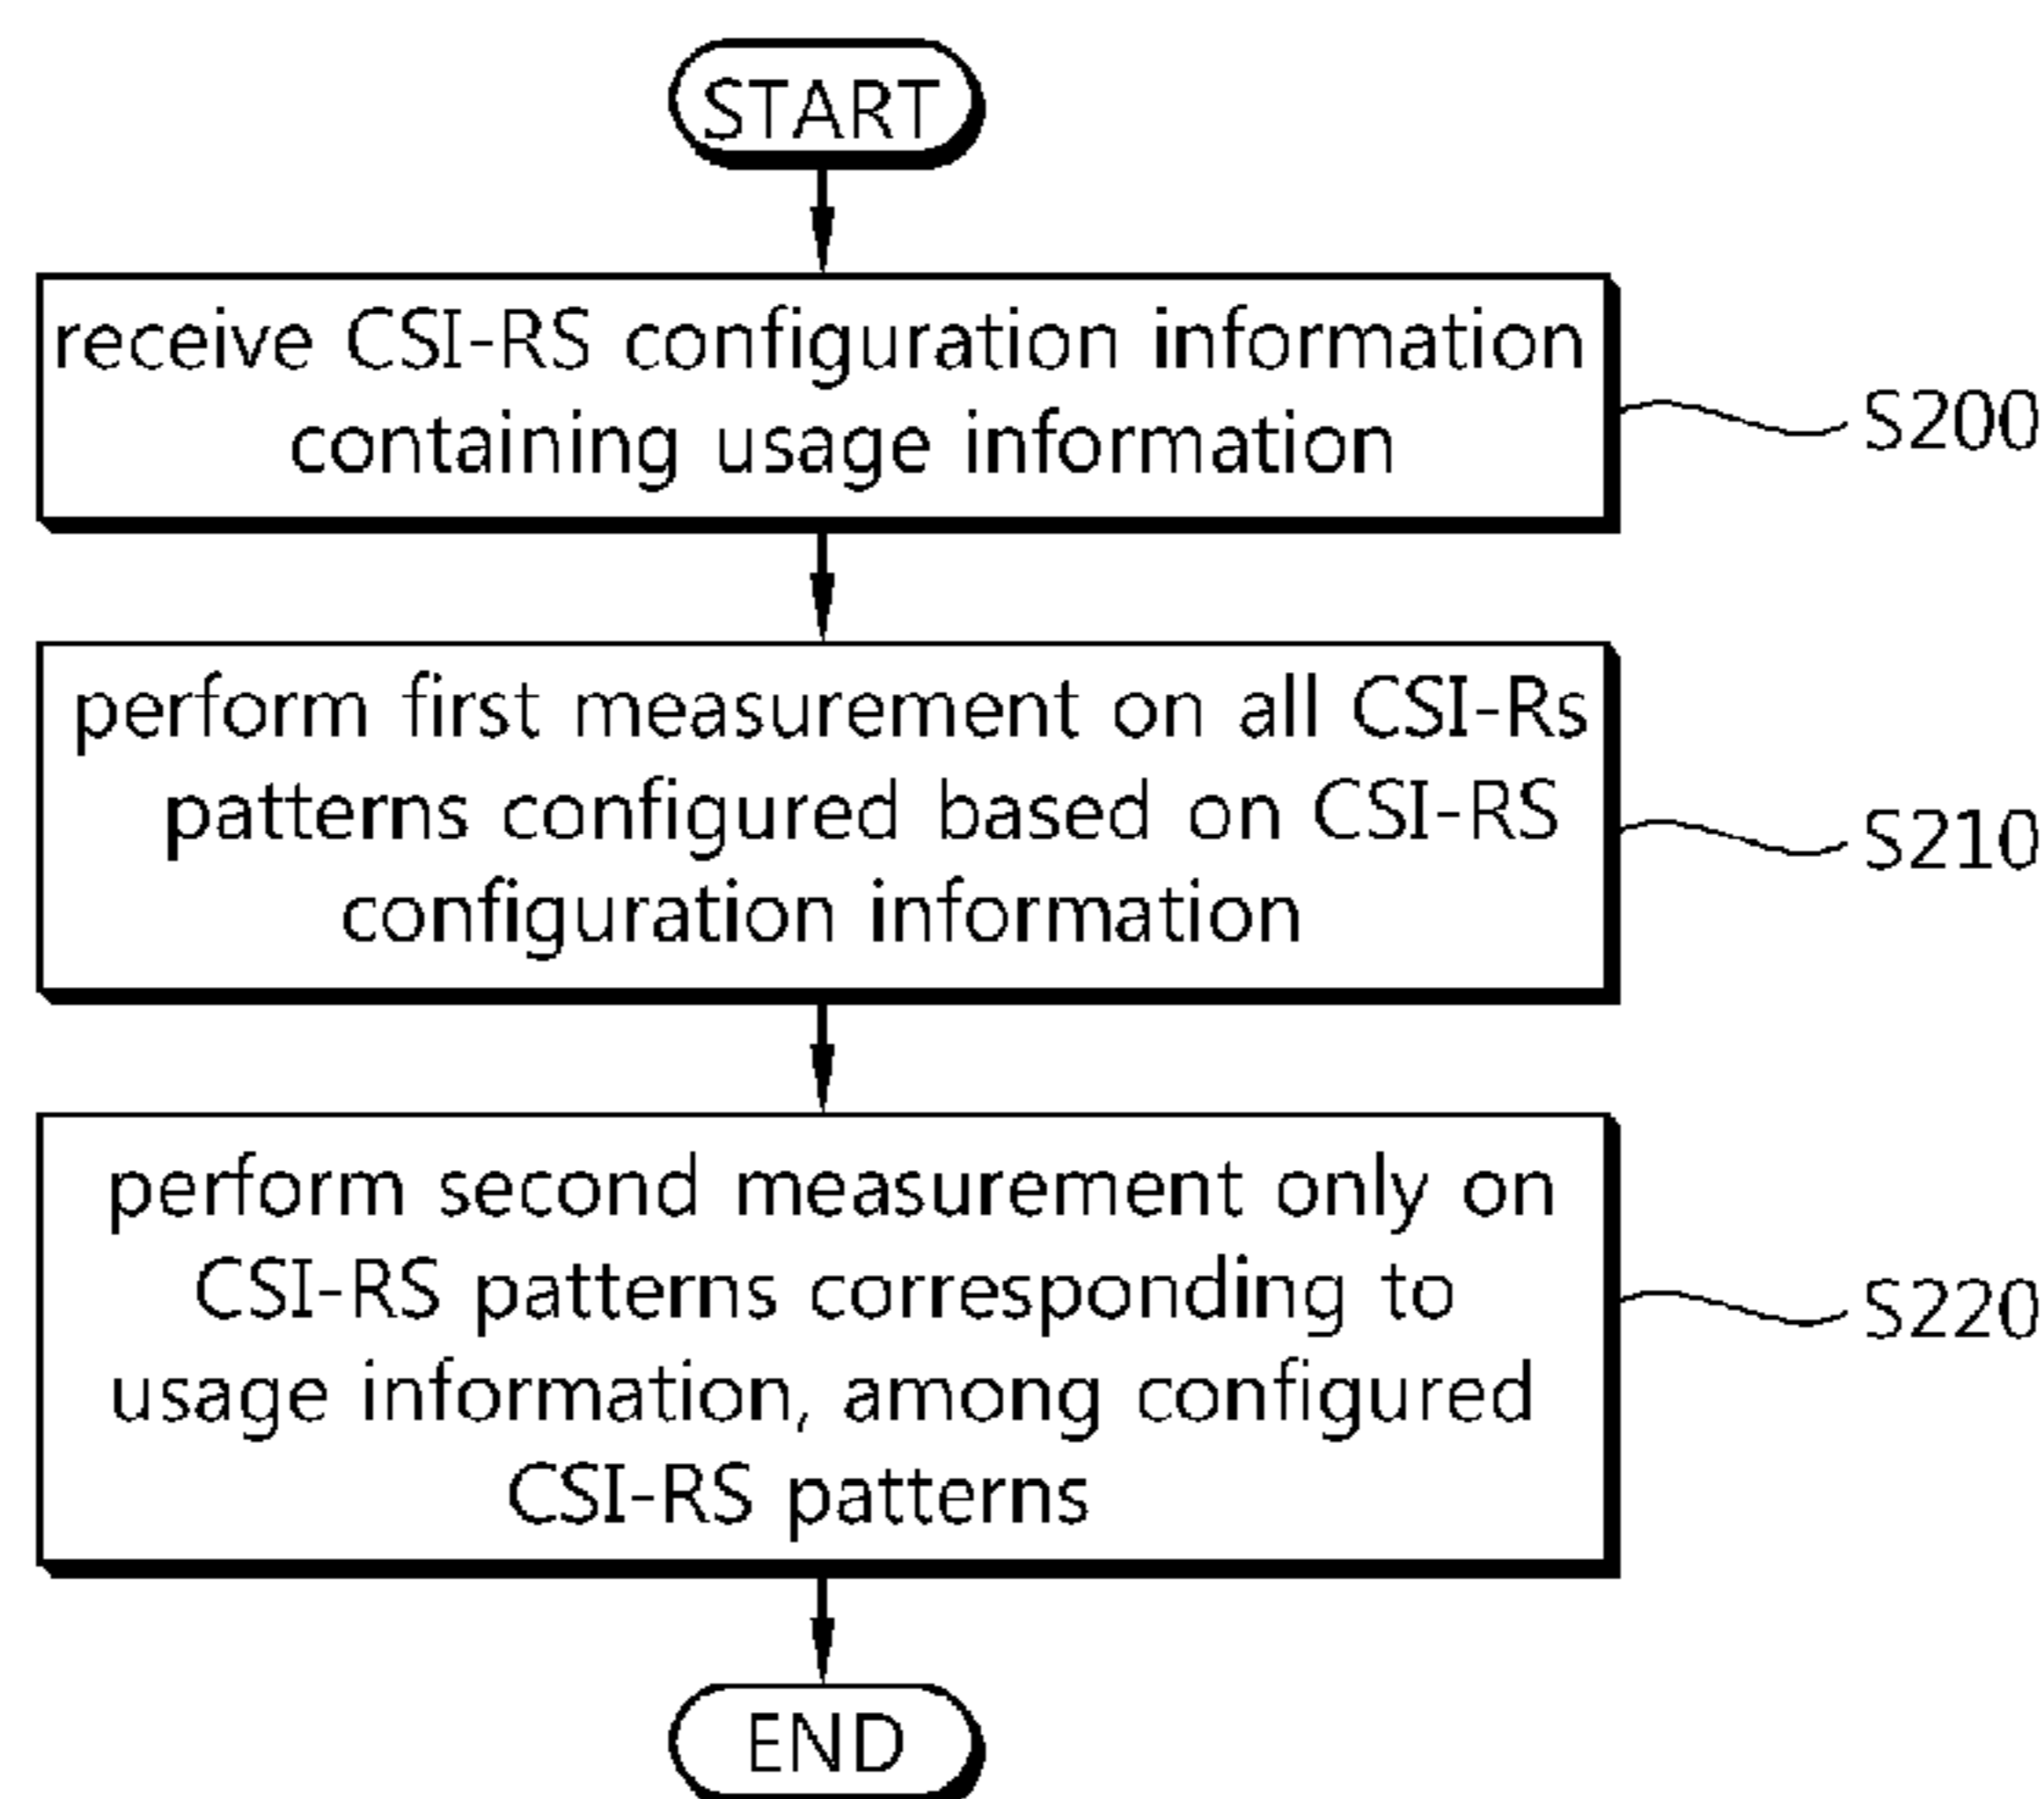 START
receive CSI-RS configuration information
containing usage information
S200
perform first measurement on all CSI-Rs
patterns configured based on CSI-RS
configuration information
S210
perform second measurement only on
CSI-RS patterns corresponding to
usage information, among configured
CSI-RS patterns
S220
END